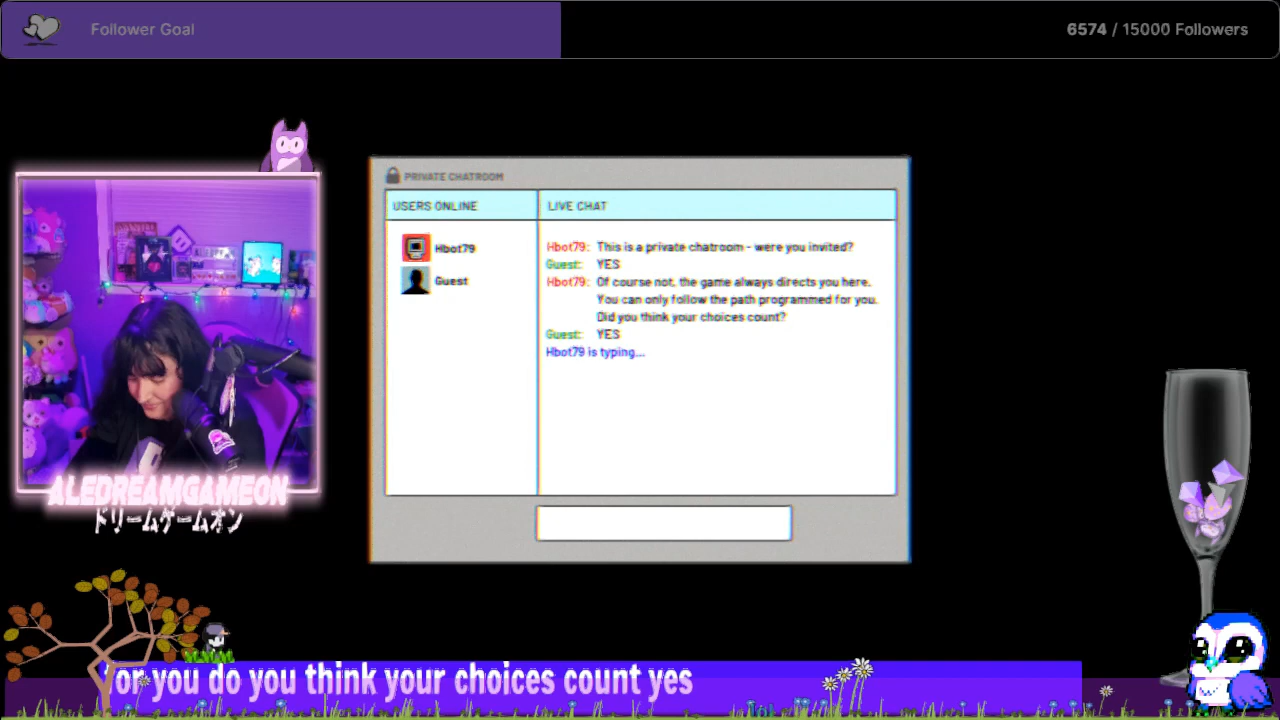 Follower Goal
6574 / 15000 Followers
PRIVATE CHATROOM
USERS ONLINE
LIVE CHAT
Hbot79
Guest
Hbot79: This is a private chatroom - were you invited?
Guest: YES
Hbot79: Of course not, the game always directs you here.
You can only follow the path programmed for you.
Did you think your choices count?
Guest: YES
Hbot79 is typing...
ALEDREAMGAMEON
ドリームゲームオン
for you do you think your choices count yes